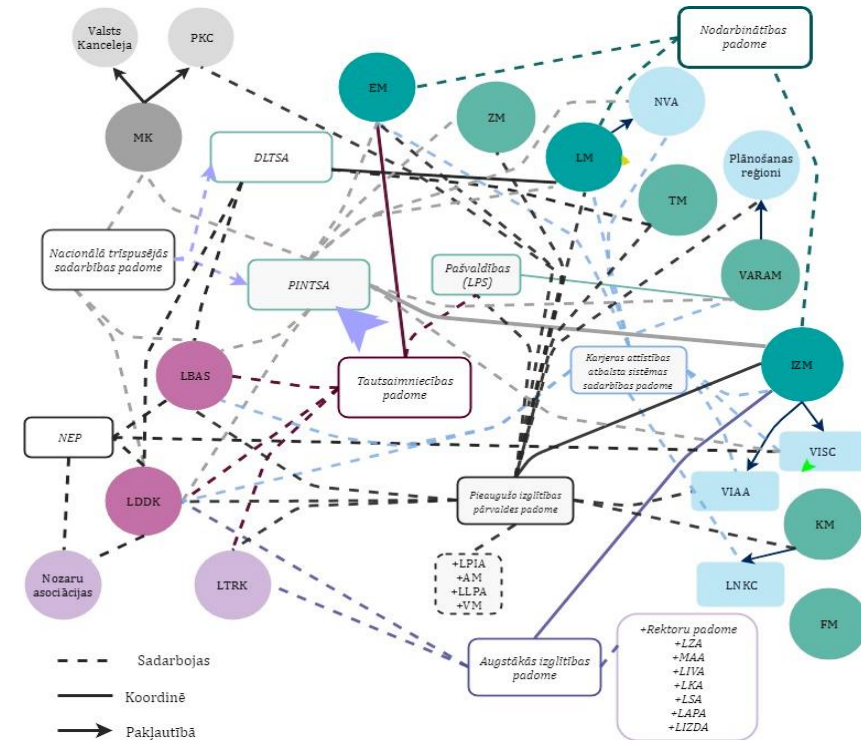 Valsts
Kanceleja
PKC
Nodarbinātības
padome
EM
NVA
ZM
MK
LM
DLTSA
Plānošanas
reģioni
TM
Nacionālā trīspusējās
sadarbības padome
Pašvaldības
(LPS)
VARAM
PINTSA
Karjeras attīstības
atbalsta sistēmas
sadarbības padome
IZM
LBAS
Tautsaimniecības
padome
NEP
VISC
LDDK
Pieaugušo izglītības
pārvaldes padome
VIAA
KM
Nozaru
asociācijas
LTRK
+LPIA
+AM
+LLPA
+VM
LNKC
FM
Augstākās izglītības
padome
+Rektoru padome
+LZA
+MAA
+LIVA
+LKA
+LSA
+LAPA
+LIZDA
Sadarbojas
Koordinē
Pakļautībā